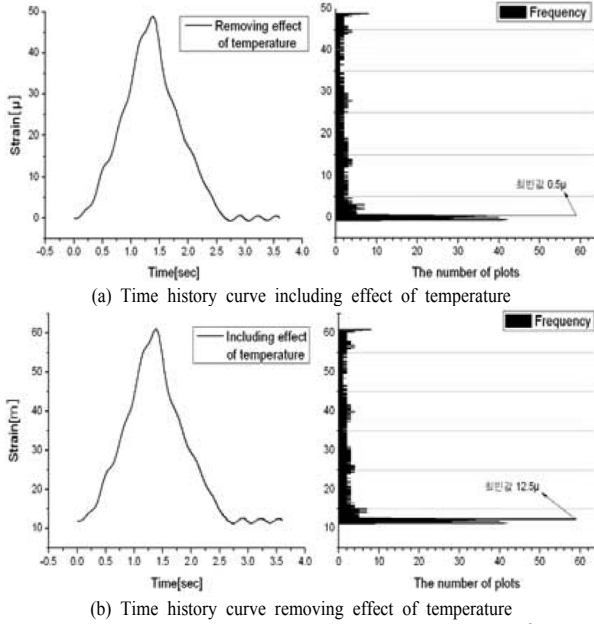 Removing effect
of temperature
Frequency
50
40
30
20
10
0
Strain[μ]
-0.5 0.0 0.5 1.0 1.5 2.0 2.5 3.0 3.5 4.0
Time[sec]
50
40
30
20
10
0
최빈값 0.5μ
0 10 20 30 40 50 60
The number of plots
(a) Time history curve including effect of temperature
Including effect
of temperature
Frequency
60
50
40
30
20
10
Strain[m]
-0.5 0.0 0.5 1.0 1.5 2.0 2.5 3.0 3.5 4.0
Time[sec]
60
50
40
30
20
10
최빈값 12.5μ
0 10 20 30 40 50 60
The number of plots
(b) Time history curve removing effect of temperature